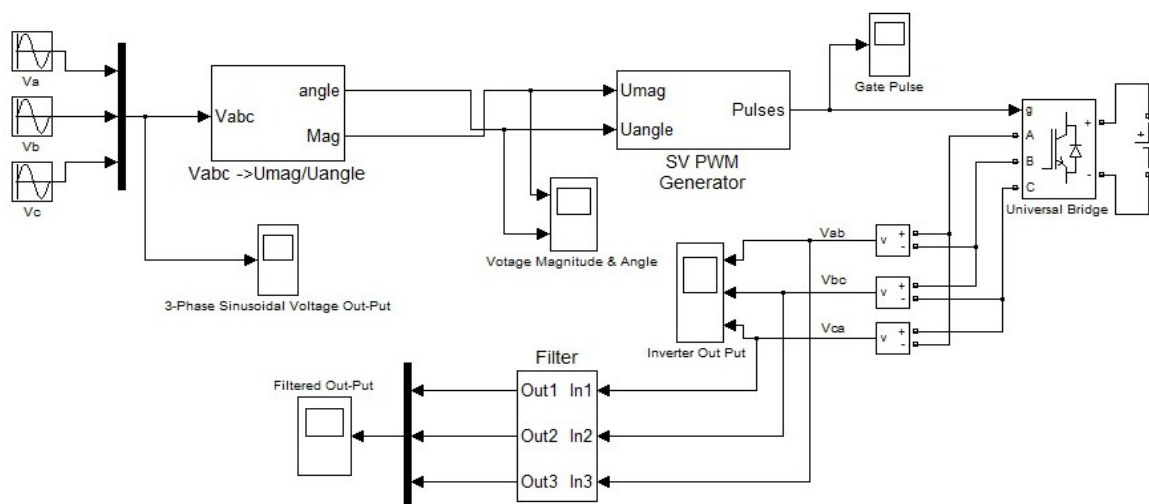 Va
Vb
Vc
Vabc
angle
Mag
Vabc ->Umag/Uangle
Umag
Uangle
Pulses
SV PWM
Generator
Gate Pulse
g
A
B
C
+
-
Universal Bridge
+
3-Phase Sinusoidal Voltage Out-Put
Votage Magnitude & Angle
Vab
v
+
-
Vbc
v
+
-
Vca
v
+
-
Inverter Out Put
Filter
Out1
In1
Out2
In2
Out3
In3
Filtered Out-Put